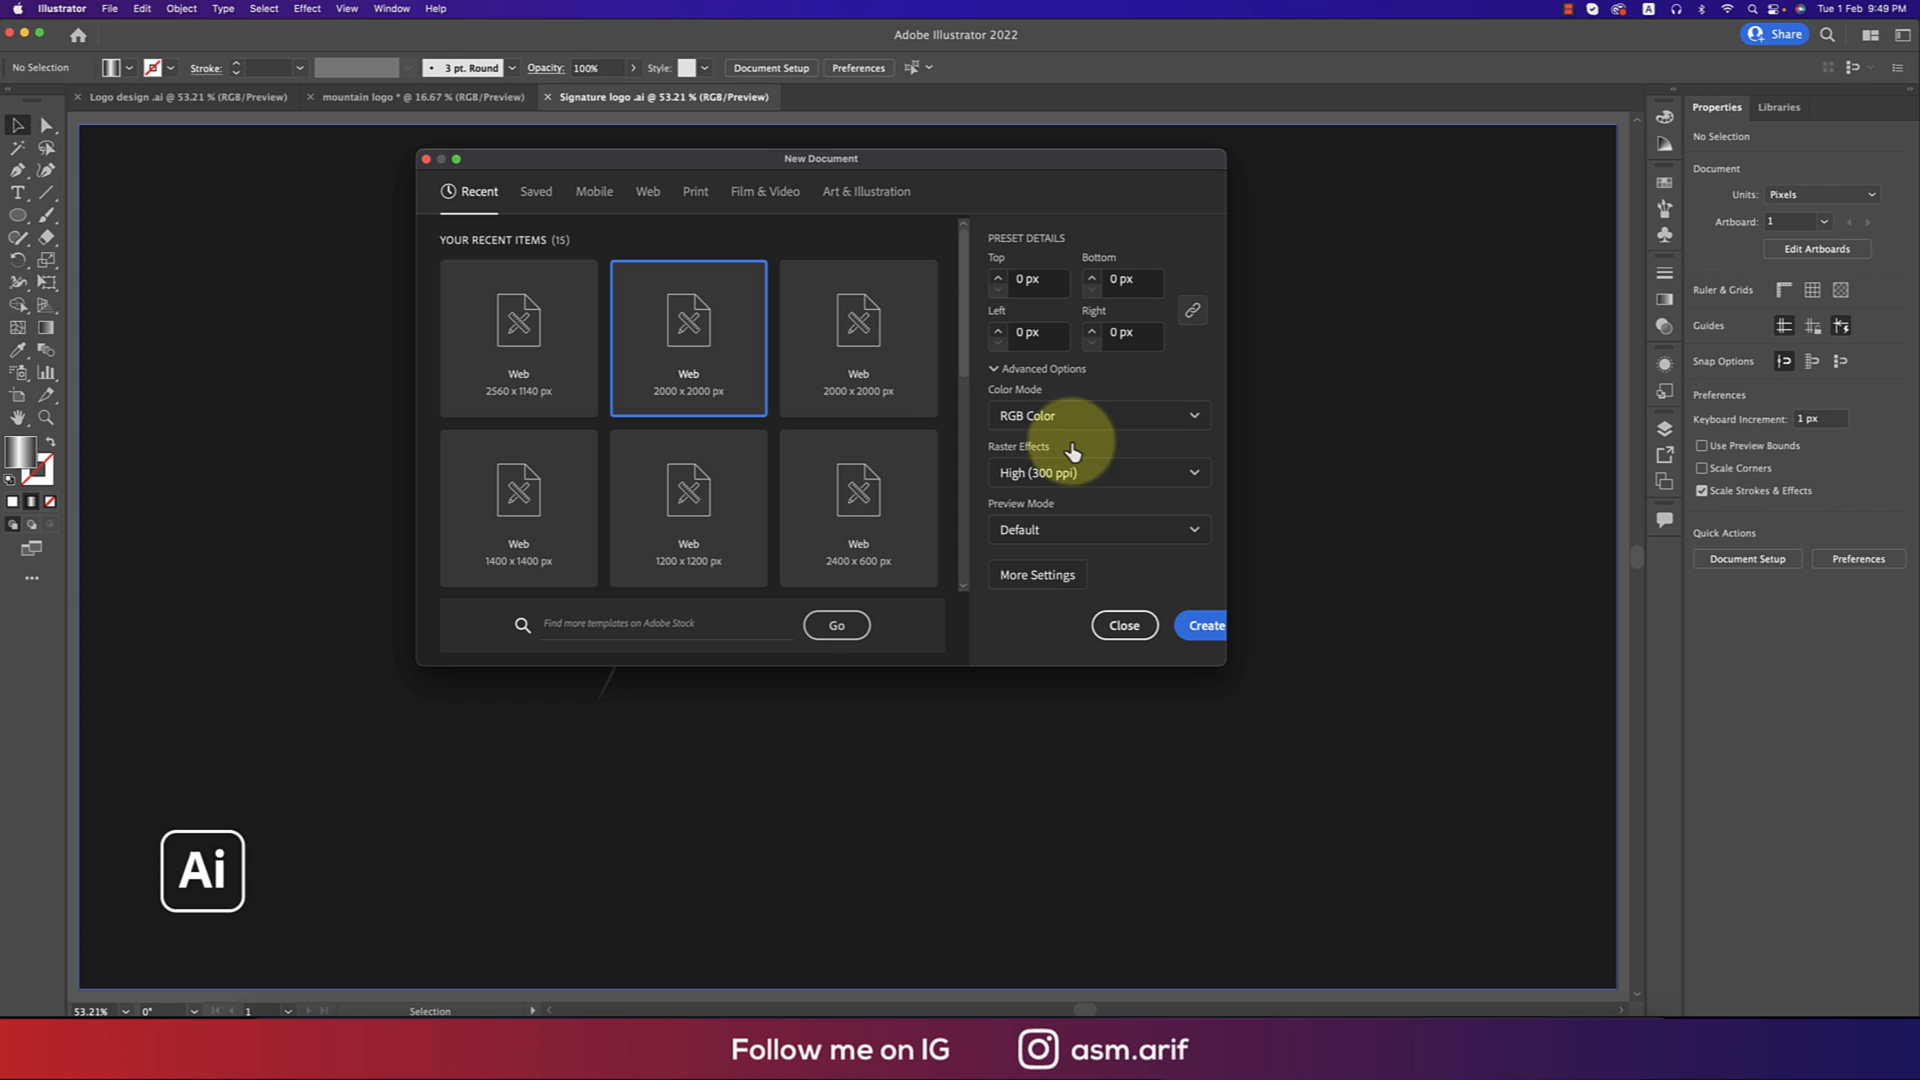 Illustrator File Edit Object Type Select Effect View Window Help
A Tue 1 Feb 9:49 PM
Adobe Illustrator 2022
Share
No Selection Stroke: 3 pt. Round Opacity: 100% Style: Document Setup Preferences
Logo design .ai @ 53.21 % (RGB/Preview) mountain logo * @ 16.67 % (RGB/Preview) Signature logo .ai @ 53.21 % (RGB/Preview)
Properties Libraries
No Selection
Document
Units: Pixels
Artboard: 1
Edit Artboards
Ruler & Grids
Guides
Snap Options
Preferences
Keyboard Increment: 1 px
Use Preview Bounds
Scale Corners
Scale Strokes & Effects
Quick Actions
Document Setup Preferences
New Document
Recent Saved Mobile Web Print Film & Video Art & Illustration
YOUR RECENT ITEMS (15)
Web
2560 x 1140 px
Web
2000 x 2000 px
Web
2000 x 2000 px
Web
1400 x 1400 px
Web
1200 x 1200 px
Web
2400 x 600 px
Find more templates on Adobe Stock
Go
PRESET DETAILS
Top Bottom
0 px 0 px
Left Right
0 px 0 px
Advanced Options
Color Mode
RGB Color
Raster Effects
High (300 ppi)
Preview Mode
Default
More Settings
Close Create
Ai
53.21% 0° 1 Selection
Follow me on IG asm.arif